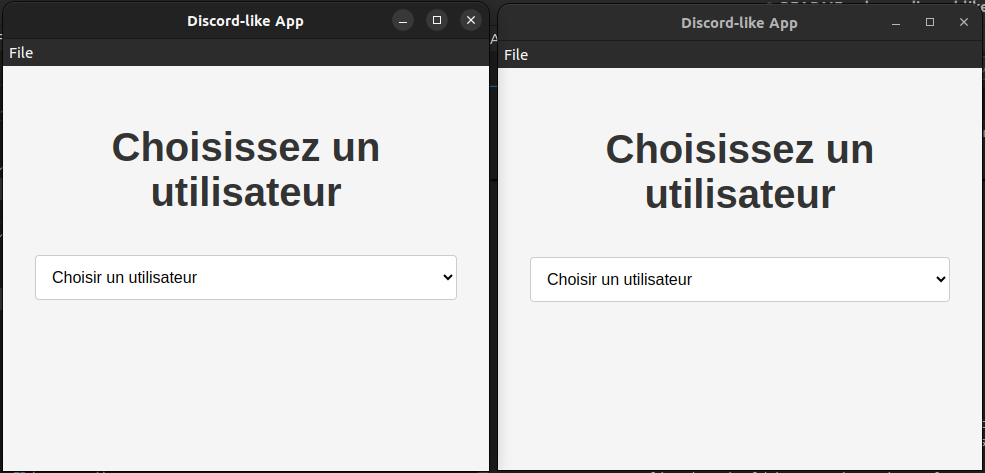 Discord-like App
File
Choisissez un
utilisateur
Choisir un utilisateur
Discord-like App
File
Choisissez un
utilisateur
Choisir un utilisateur